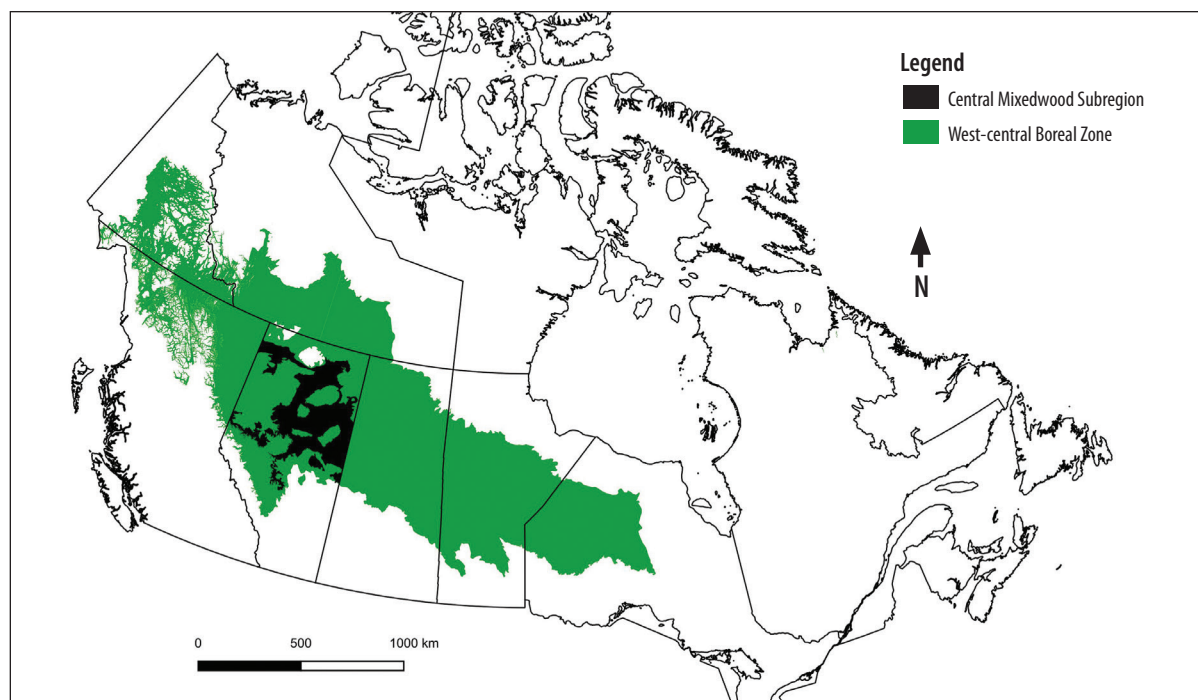 Legend
Central Mixedwood Subregion
West-central Boreal Zone
N
0 500 1000 km